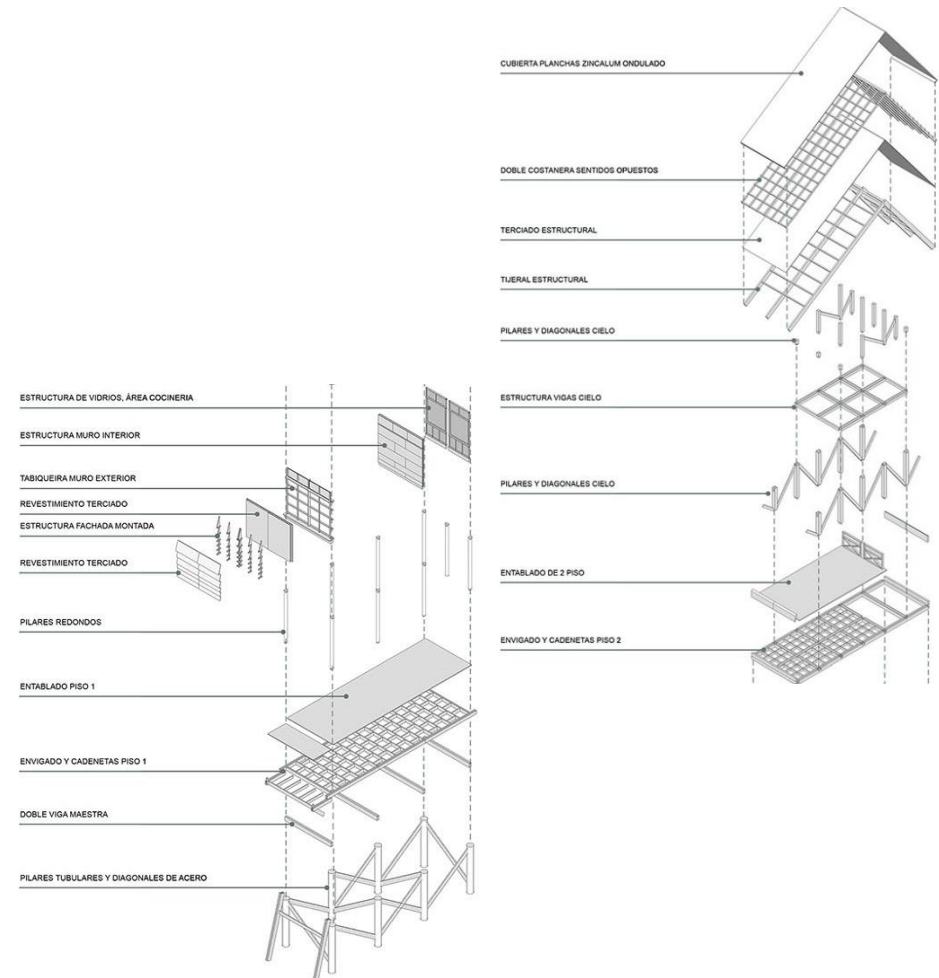 CUBIERTA PLANCHAS ZINCALUM ONDULADO
DOBLE COSTANERA SENTIDOS OPUESTOS
TERCIADO ESTRUCTURAL
TIJERAL ESTRUCTURAL
PILARES Y DIAGONALES CIELO
ESTRUCTURA VIGAS CIELO
PILARES Y DIAGONALES CIELO
ENTABLADO DE 2 PISO
ENVIGADO Y CADENETAS PISO 2
ESTRUCTURA DE VIDRIOS, ÁREA COCINERIA
ESTRUCTURA MURO INTERIOR
TABIQUEIRA MURO EXTERIOR
REVESTIMIENTO TERCIADO
ESTRUCTURA FACHADA MONTADA
REVESTIMIENTO TERCIADO
PILARES REDONDOS
ENTABLADO PISO 1
ENVIGADO Y CADENETAS PISO 1
DOBLE VIGA MAESTRA
PILARES TUBULARES Y DIAGONALES DE ACERO